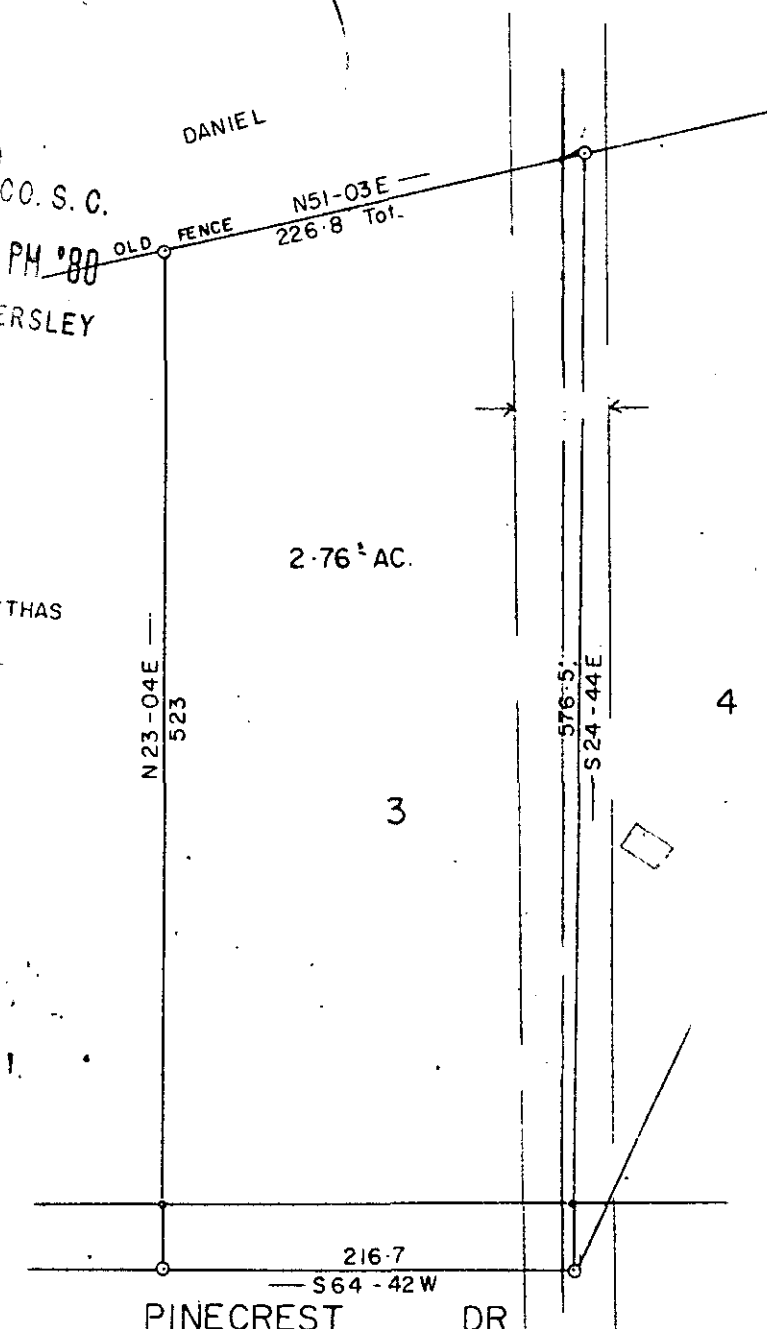 DANIEL
CO. S. C.
PM '80
ERSLEY
OLD FENCE
N51-03E
226.8 Tot.
2.76± AC.
THAS
N23-04E
523
576.5
S24-44E
4
3
1.
216.7
S64-42W
PINECREST DR